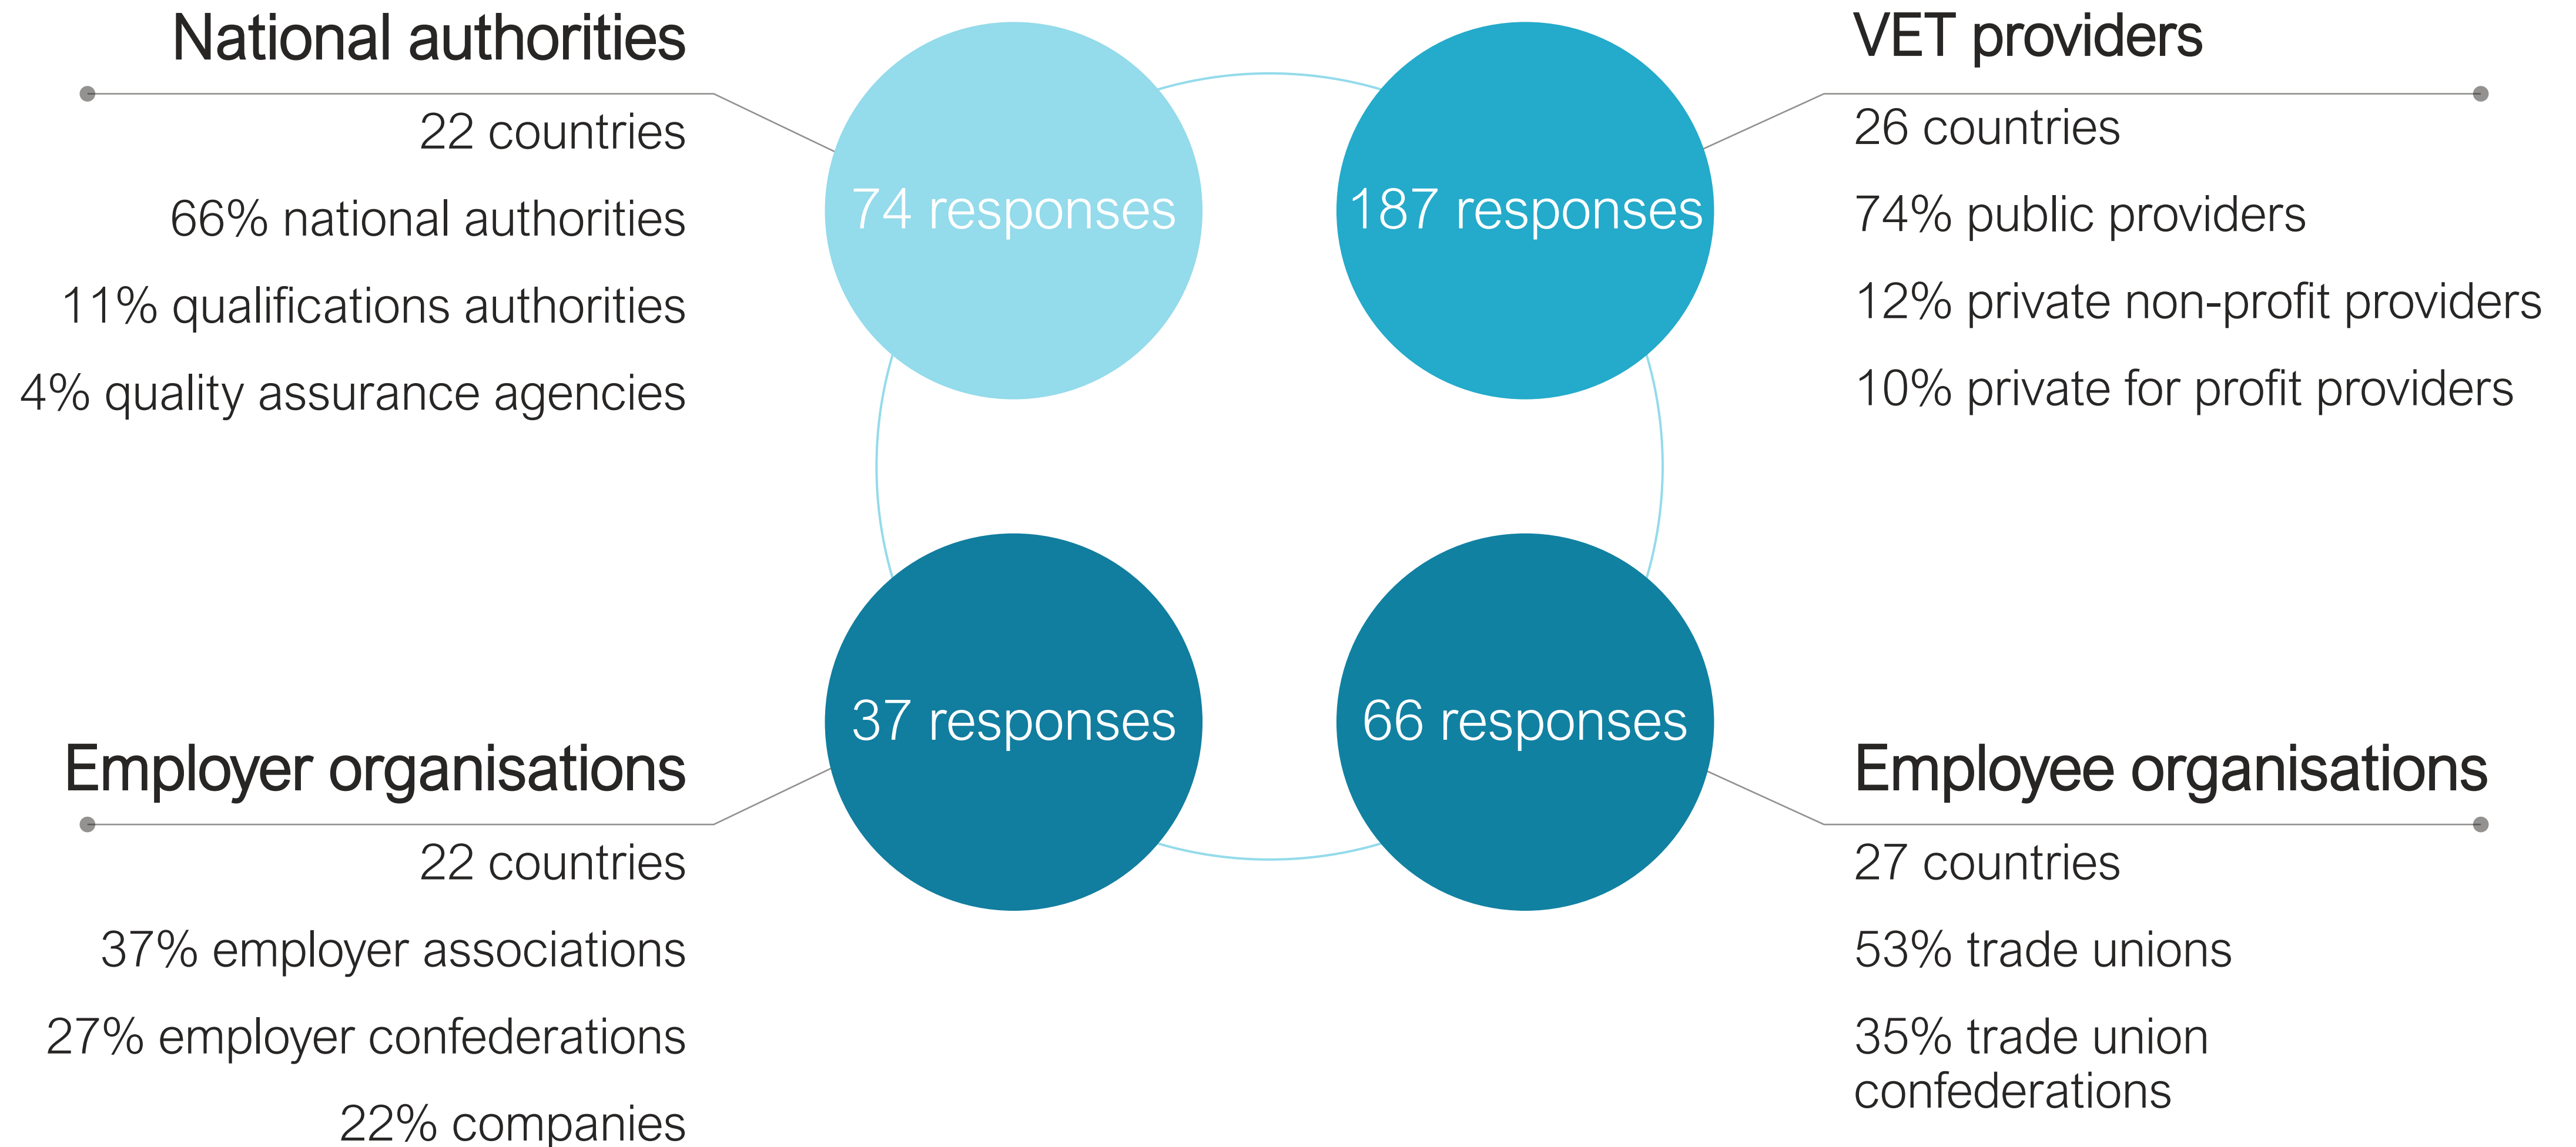 National authorities
22 countries
66% national authorities
11% qualifications authorities
4% quality assurance agencies
74 responses
187 responses
VET providers
26 countries
74% public providers
12% private non-profit providers
10% private for profit providers
Employer organisations
22 countries
37% employer associations
27% employer confederations
22% companies
37 responses
66 responses
Employee organisations
27 countries
53% trade unions
35% trade union
confederations